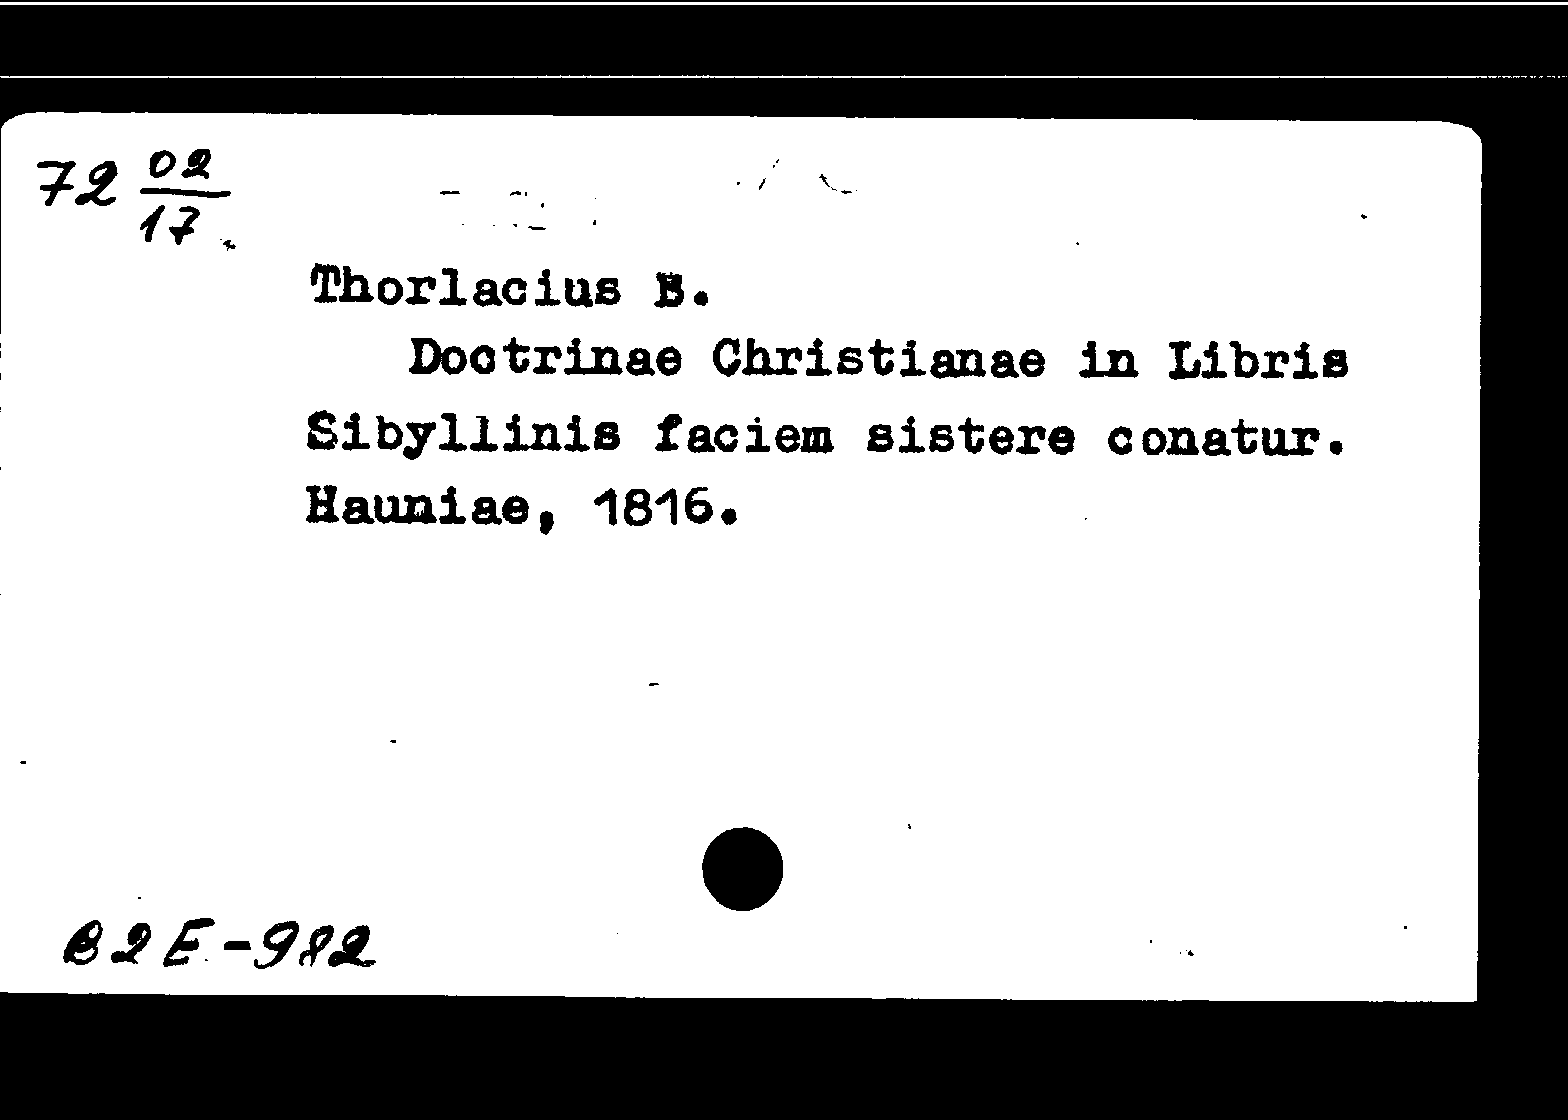 72 02/17
Thorlacius B.
Doctrinae Christianae in Libris
Sibyllinis faciem sistere conatur.
Hauniae, 1816.
B2E-982